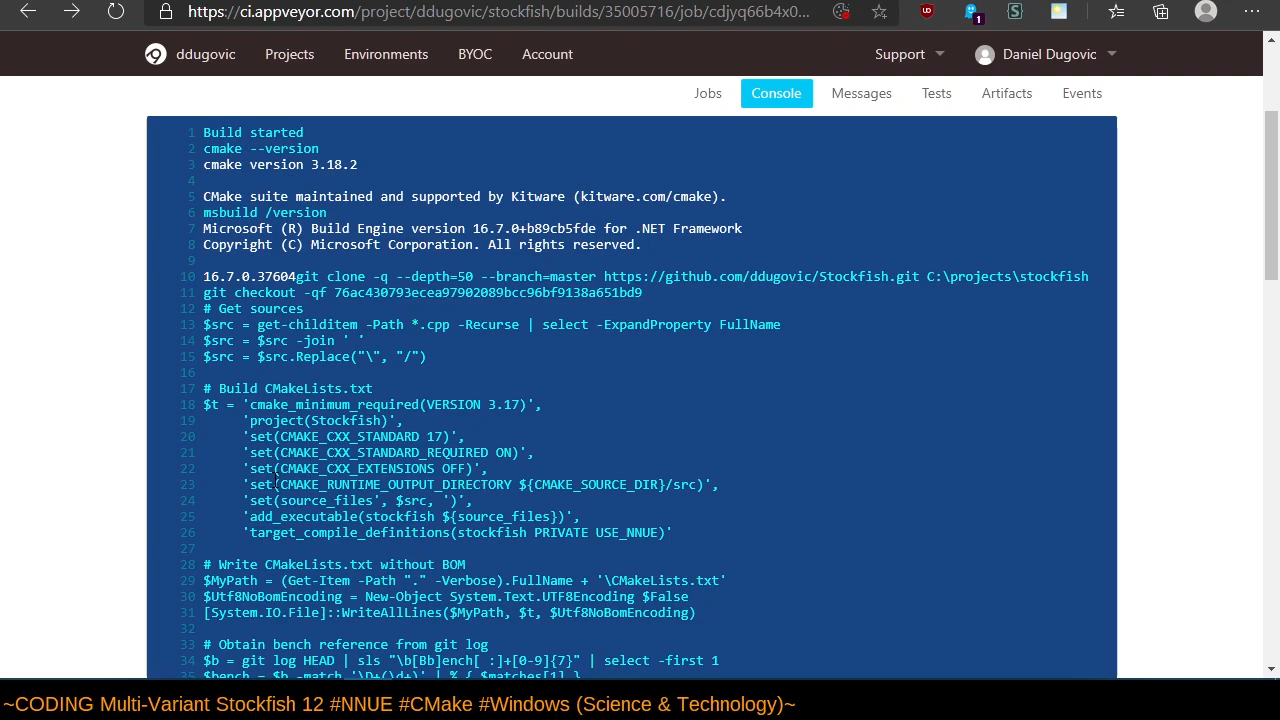 https://ci.appveyor.com/project/ddugovic/stockfish/builds/35005716/job/cdjyq66b4x0...
1
ddugovic Projects Environments BYOC Account Support Daniel Dugovic
Jobs Console Messages Tests Artifacts Events
1 Build started
2 cmake --version
3 cmake version 3.18.2
4
5 CMake suite maintained and supported by Kitware (kitware.com/cmake).
6 msbuild /version
7 Microsoft (R) Build Engine version 16.7.0+b89cb5fde for .NET Framework
8 Copyright (C) Microsoft Corporation. All rights reserved.
9
10 16.7.0.37604git clone -q --depth=50 --branch=master https://github.com/ddugovic/Stockfish.git C:\projects\stockfish
11 git checkout -qf 76ac430793ecea97902089bcc96bf9138a651bd9
12 # Get sources
13 $src = get-childitem -Path *.cpp -Recurse | select -ExpandProperty FullName
14 $src = $src -join ' '
15 $src = $src.Replace("\", "/")
16
17 # Build CMakeLists.txt
18 $t = 'cmake_minimum_required(VERSION 3.17)',
19 'project(Stockfish)',
20 'set(CMAKE_CXX_STANDARD 17)',
21 'set(CMAKE_CXX_STANDARD_REQUIRED ON)',
22 'set(CMAKE_CXX_EXTENSIONS OFF)',
23 'set(CMAKE_RUNTIME_OUTPUT_DIRECTORY ${CMAKE_SOURCE_DIR}/src)',
24 'set(source_files', $src, ')',
25 'add_executable(stockfish ${source_files})',
26 'target_compile_definitions(stockfish PRIVATE USE_NNUE)'
27
28 # Write CMakeLists.txt without BOM
29 $MyPath = (Get-Item -Path "." -Verbose).FullName + '\CMakeLists.txt'
30 $Utf8NoBomEncoding = New-Object System.Text.UTF8Encoding $False
31 [System.IO.File]::WriteAllLines($MyPath, $t, $Utf8NoBomEncoding)
32
33 # Obtain bench reference from git log
34 $b = git log HEAD | sls "\b[Bb]ench[ :]+[0-9]{7}" | select -first 1
35 $bench = $b -match '\D+(\d+)' | % { $matches[1] }
~CODING Multi-Variant Stockfish 12 #NNUE #CMake #Windows (Science & Technology)~